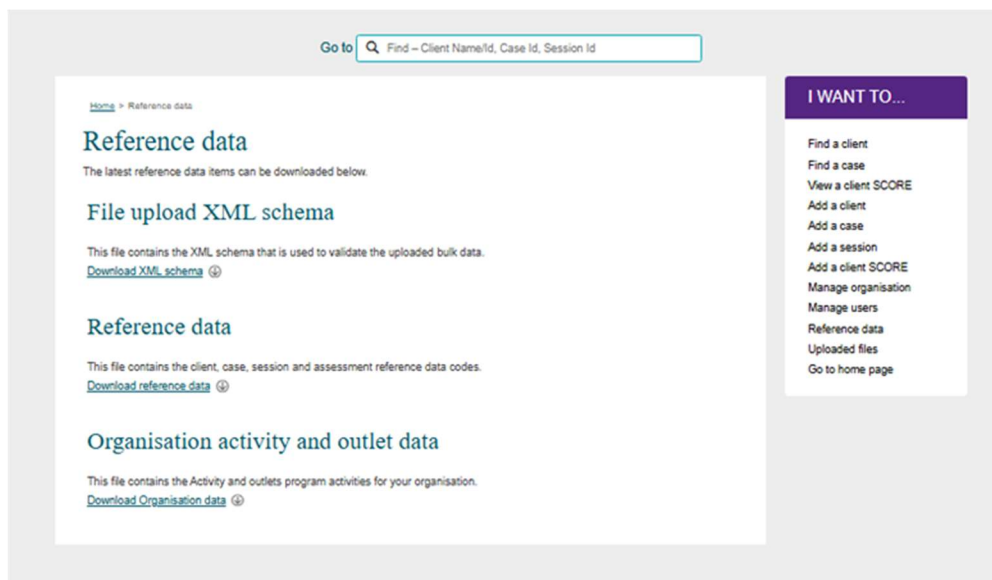 Go to Find – Client Name/Id, Case Id, Session Id
Home > Reference data
Reference data
The latest reference data items can be downloaded below.
File upload XML schema
This file contains the XML schema that is used to validate the uploaded bulk data.
Download XML schema
Reference data
This file contains the client, case, session and assessment reference data codes.
Download reference data
Organisation activity and outlet data
This file contains the Activity and outlets program activities for your organisation.
Download Organisation data
I WANT TO...
Find a client
Find a case
View a client SCORE
Add a client
Add a case
Add a session
Add a client SCORE
Manage organisation
Manage users
Reference data
Uploaded files
Go to home page